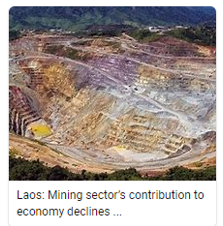 Laos: Mining sector's contribution to
economy declines ...